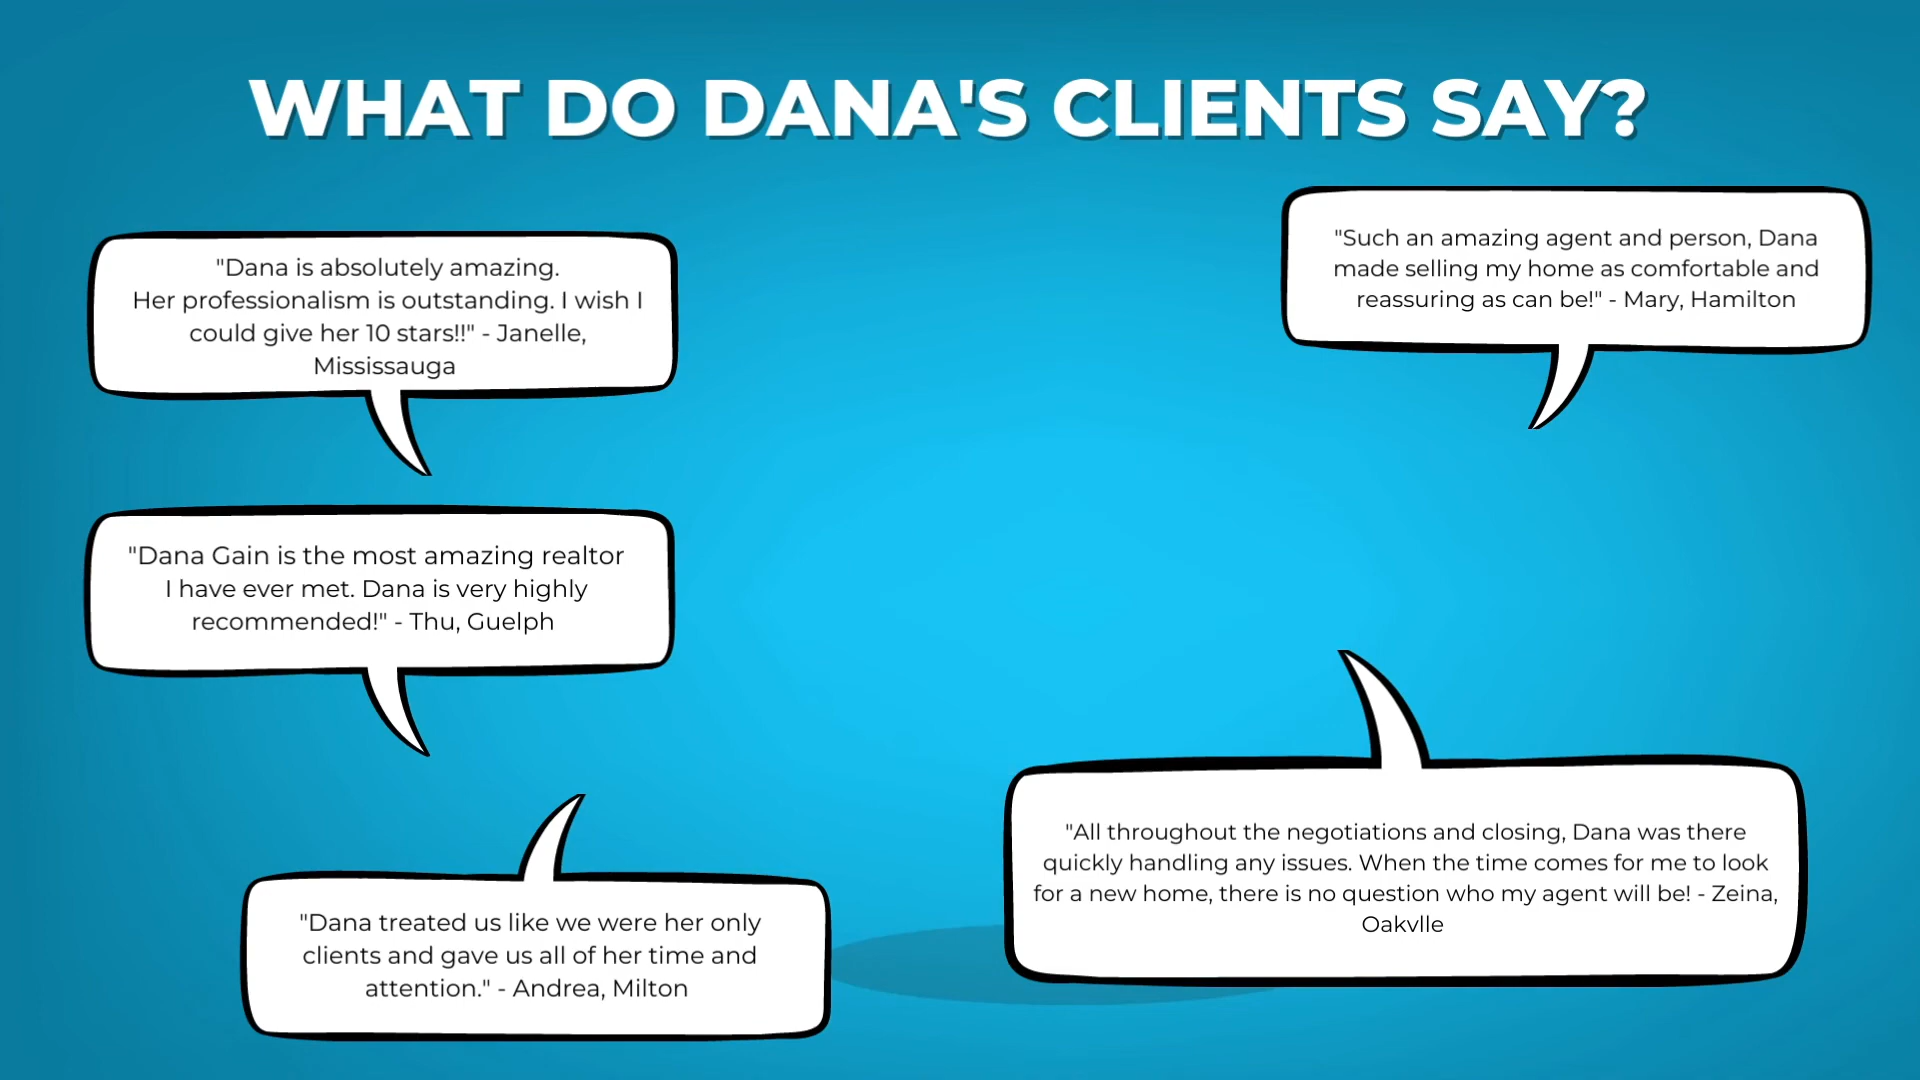 WHAT DO DANA'S CLIENTS SAY?
"Dana is absolutely amazing.
Her professionalism is outstanding. I wish I
could give her 10 stars!!" - Janelle,
Mississauga
"Such an amazing agent and person, Dana
made selling my home as comfortable and
reassuring as can be!" - Mary, Hamilton
"Dana Gain is the most amazing realtor
I have ever met. Dana is very highly
recommended!" - Thu, Guelph
"All throughout the negotiations and closing, Dana was there
quickly handling any issues. When the time comes for me to look
for a new home, there is no question who my agent will be! - Zeina,
Oakvlle
"Dana treated us like we were her only
clients and gave us all of her time and
attention." - Andrea, Milton